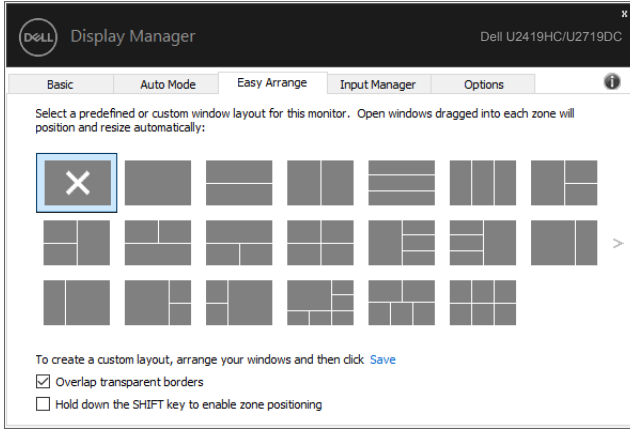 x
DELL Display Manager
Dell U2419HC/U2719DC
Basic Auto Mode Easy Arrange Input Manager Options
Select a predefined or custom window layout for this monitor. Open windows dragged into each zone will
position and resize automatically:
To create a custom layout, arrange your windows and then click Save
Overlap transparent borders
Hold down the SHIFT key to enable zone positioning